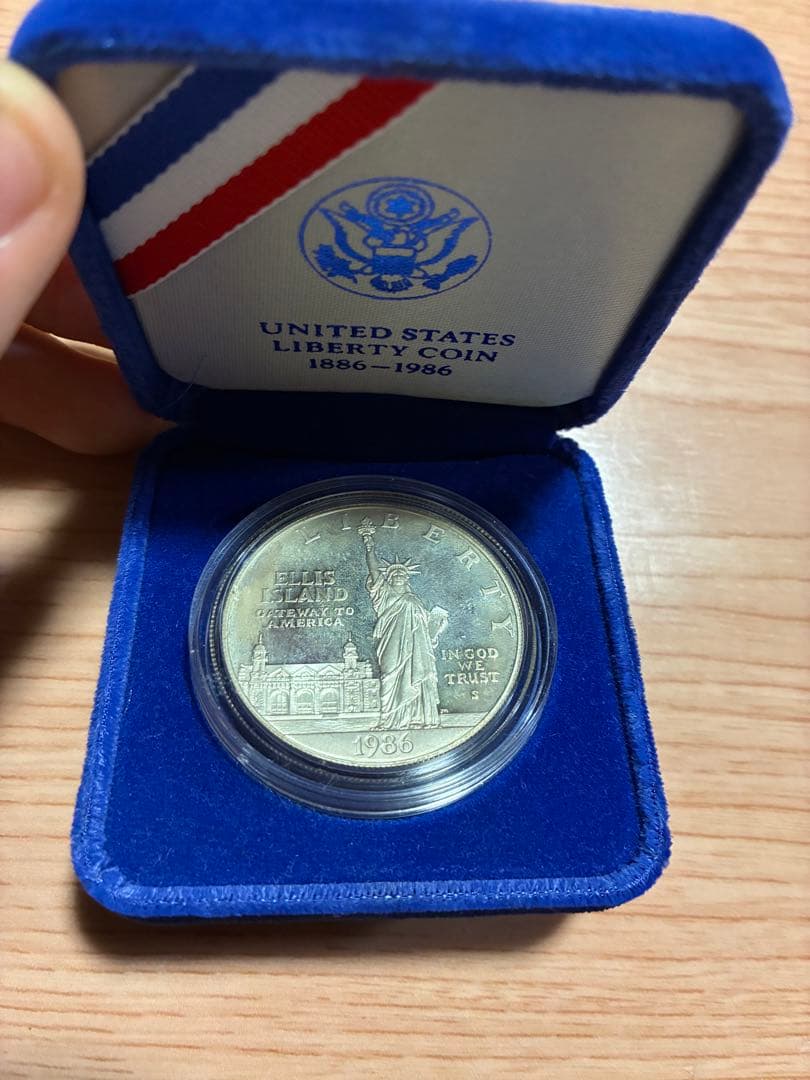 UNITED STATES
LIBERTY COIN
1886-1986
LIBERTY
ELLIS
ISLAND
GATEWAY TO
AMERICA
IN GOD
WE
TRUST
S
1986